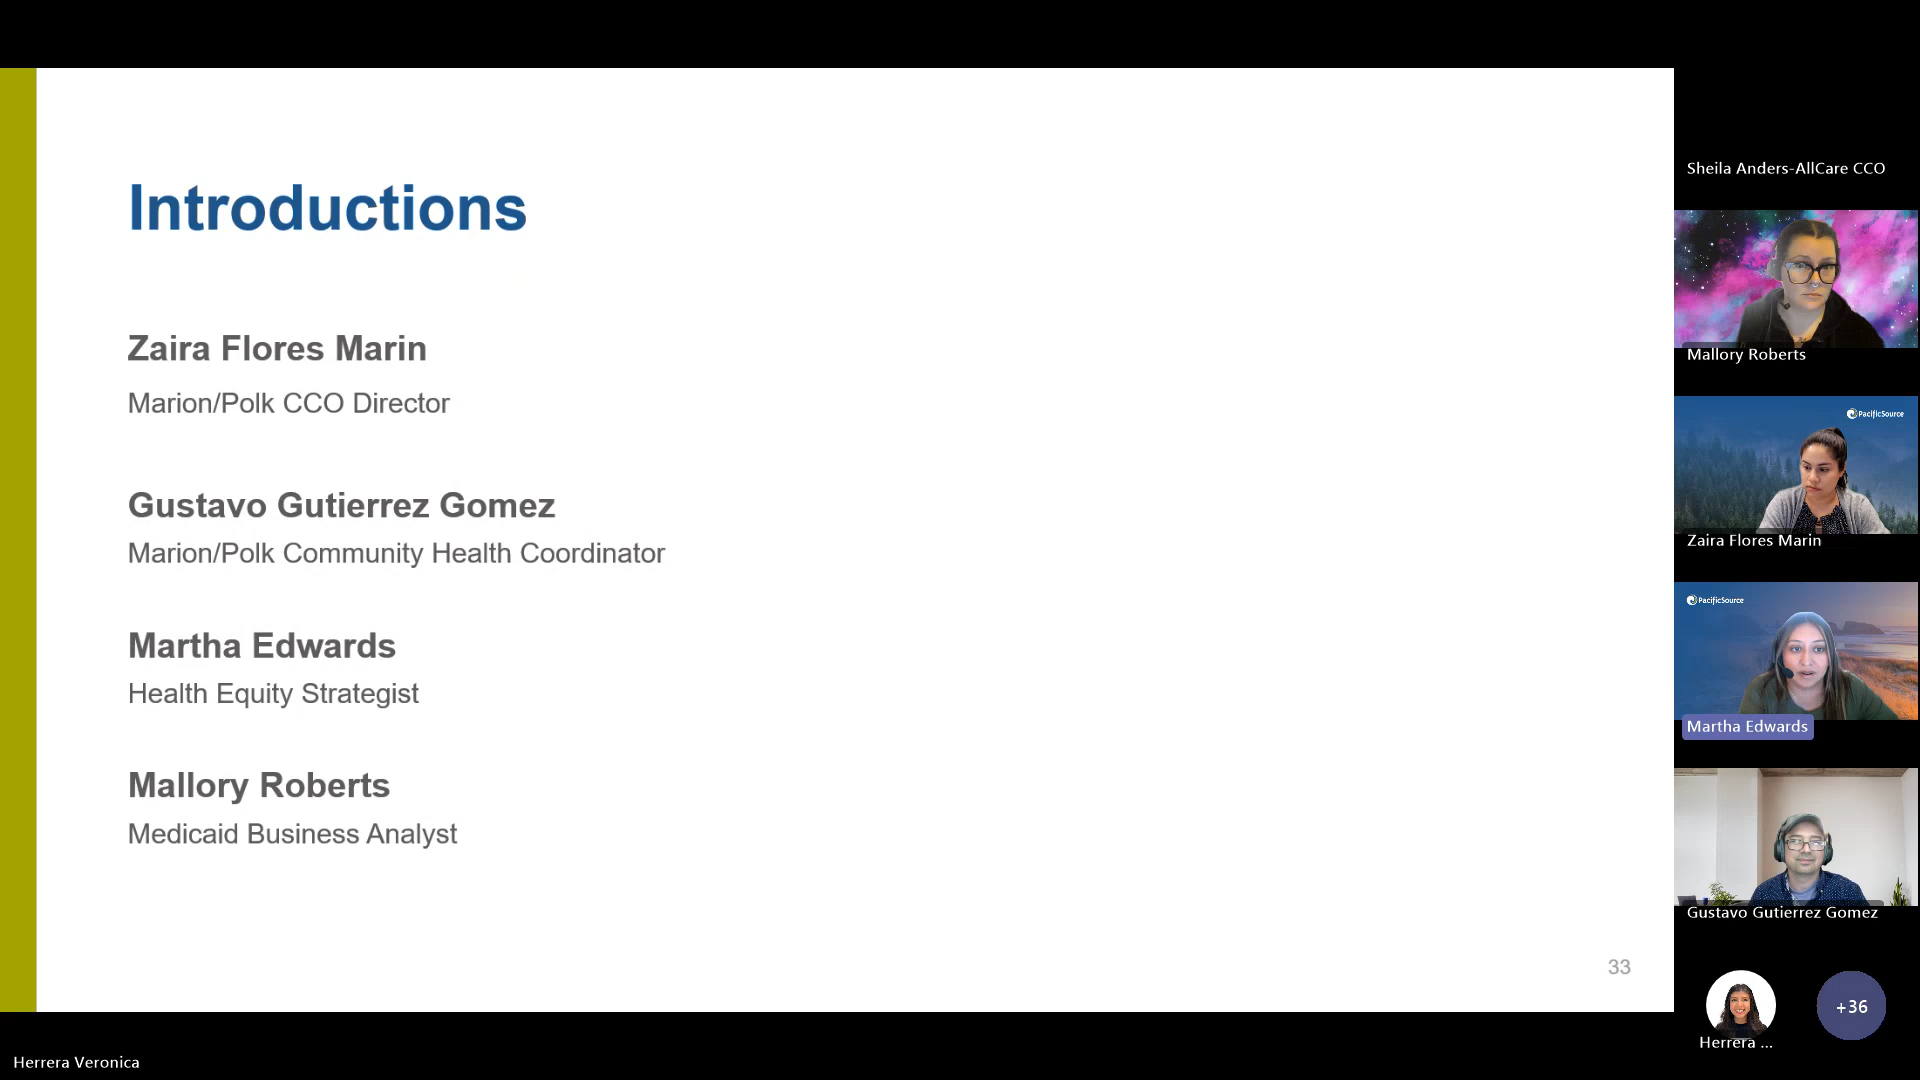 Introductions
Zaira Flores Marin
Marion/Polk CCO Director
Gustavo Gutierrez Gomez
Marion/Polk Community Health Coordinator
Martha Edwards
Health Equity Strategist
Mallory Roberts
Medicaid Business Analyst
33
Herrera Veronica
Sheila Anders-AllCare CCO
Mallory Roberts
PacificSource
Zaira Flores Marin
PacificSource
Martha Edwards
Gustavo Gutierrez Gomez
+36
Herrera ...